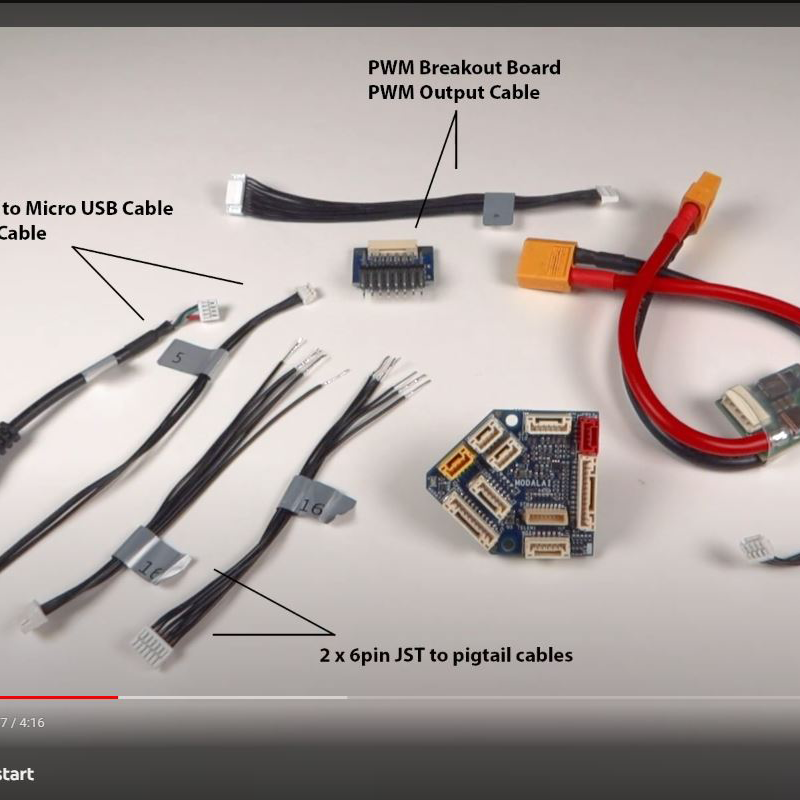 PWM Breakout Board
PWM Output Cable
to Micro USB Cable
Cable
5
16
16
MODALAI
2 x 6pin JST to pigtail cables
7 / 4:16
start